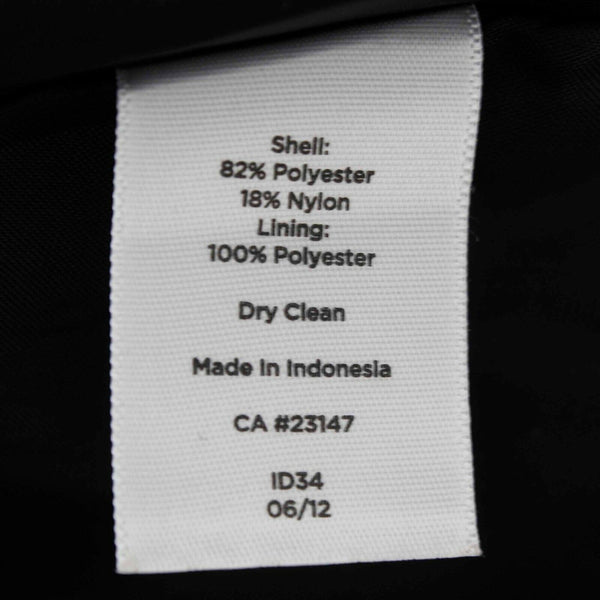 Shell:
82% Polyester
18% Nylon
Lining:
100% Polyester
Dry Clean
Made In Indonesia
CA #23147
ID34
06/12